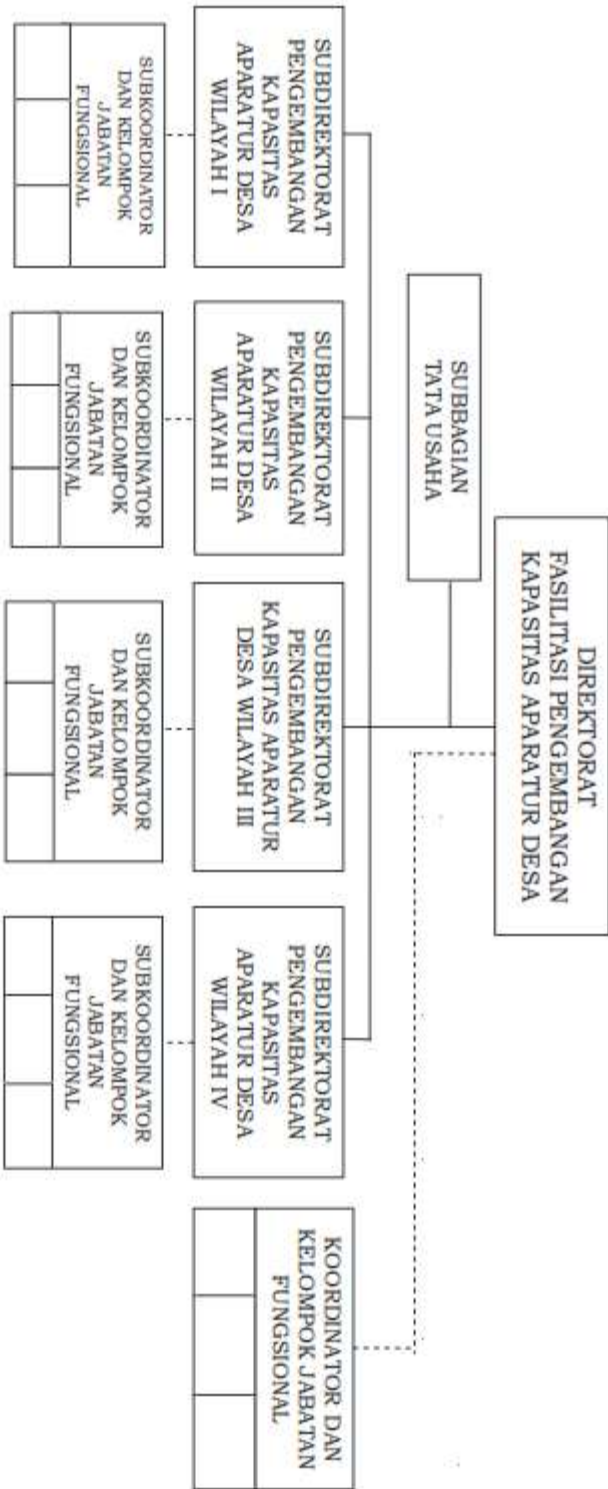 DIREKTORAT
FASILITASI PENGEMBANGAN
KAPASITAS APARATUR DESA
SUBBAGIAN
TATA USAHA
SUBDIREKTORAT
PENGEMBANGAN
KAPASITAS
APARATUR DESA
WILAYAH I
SUBDIREKTORAT
PENGEMBANGAN
KAPASITAS
APARATUR DESA
WILAYAH II
SUBDIREKTORAT
PENGEMBANGAN
KAPASITAS APARATUR
DESA WILAYAH III
SUBDIREKTORAT
PENGEMBANGAN
KAPASITAS
APARATUR DESA
WILAYAH IV
KOORDINATOR DAN
KELOMPOK JABATAN
FUNGSIONAL
SUBKOORDINATOR
DAN KELOMPOK
JABATAN
FUNGSIONAL
SUBKOORDINATOR
DAN KELOMPOK
JABATAN
FUNGSIONAL
SUBKOORDINATOR
DAN KELOMPOK
JABATAN
FUNGSIONAL
SUBKOORDINATOR
DAN KELOMPOK
JABATAN
FUNGSIONAL